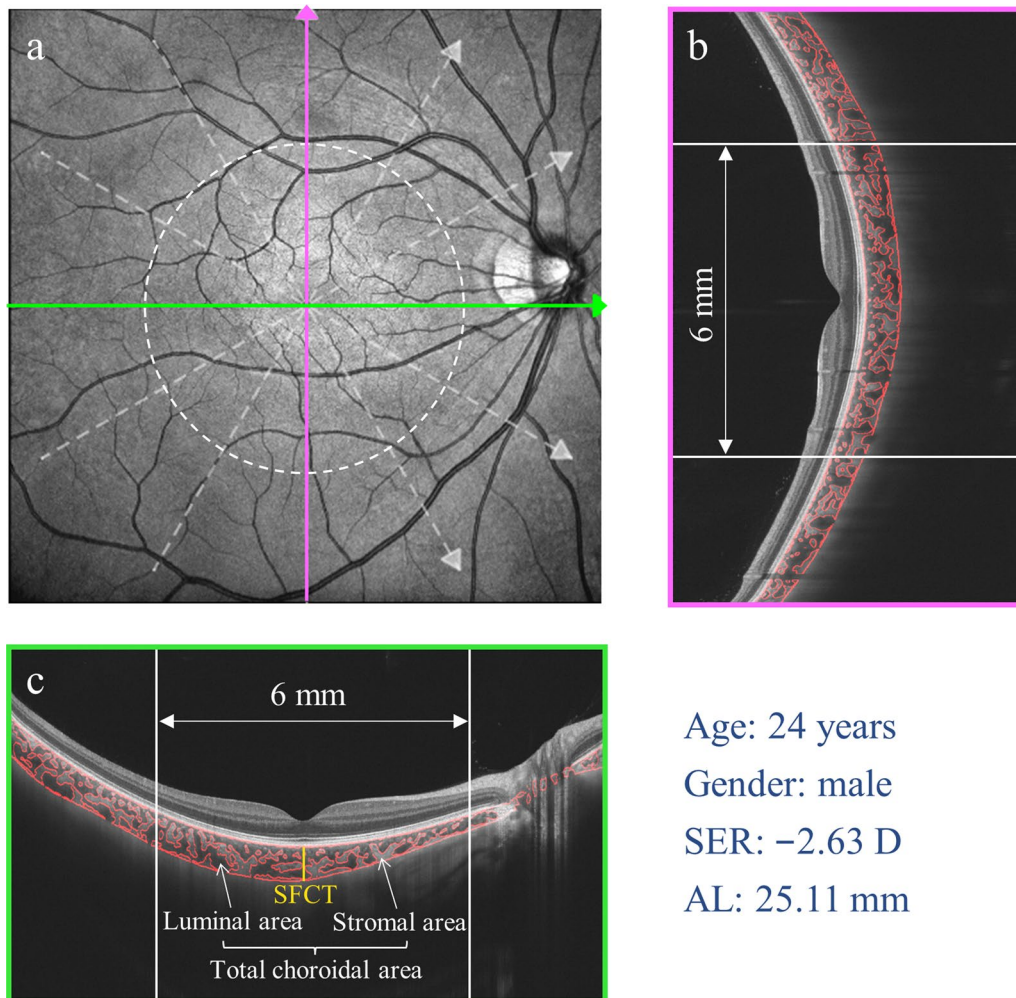 a
b
6 mm
c
6 mm
SFCT
Luminal area
Stromal area
Total choroidal area
Age: 24 years
Gender: male
SER: −2.63 D
AL: 25.11 mm